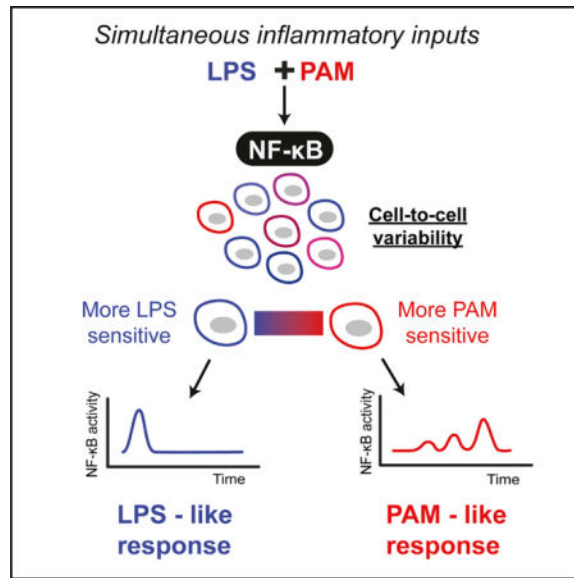 Simultaneous inflammatory inputs
LPS + PAM
NF-κB
Cell-to-cell
variability
More LPS
sensitive
More PAM
sensitive
NF-κB activity
Time
NF-κB activity
Time
LPS - like
response
PAM - like
response